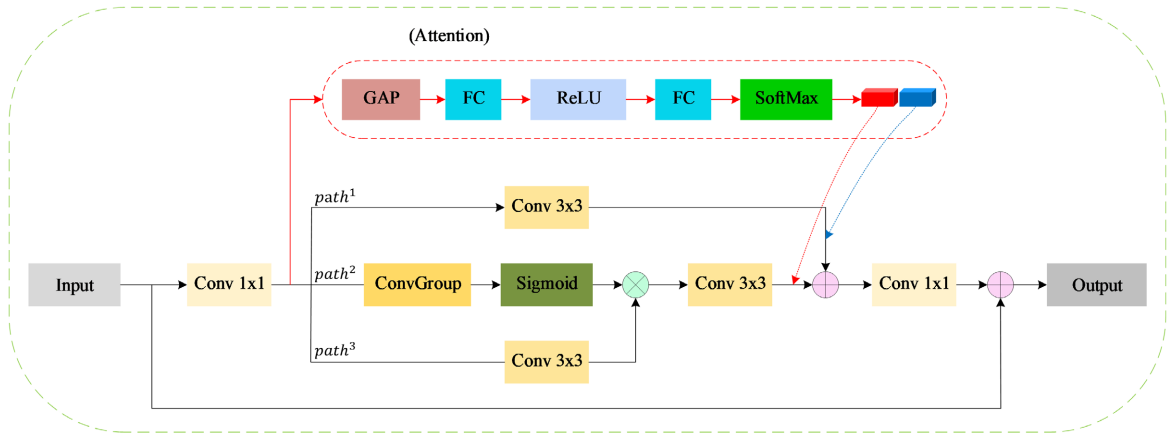 (Attention)
GAP
FC
ReLU
FC
SoftMax
path¹
Conv 3x3
Input
Conv 1x1
path²
ConvGroup
Sigmoid
Conv 3x3
Conv 1x1
Output
path³
Conv 3x3